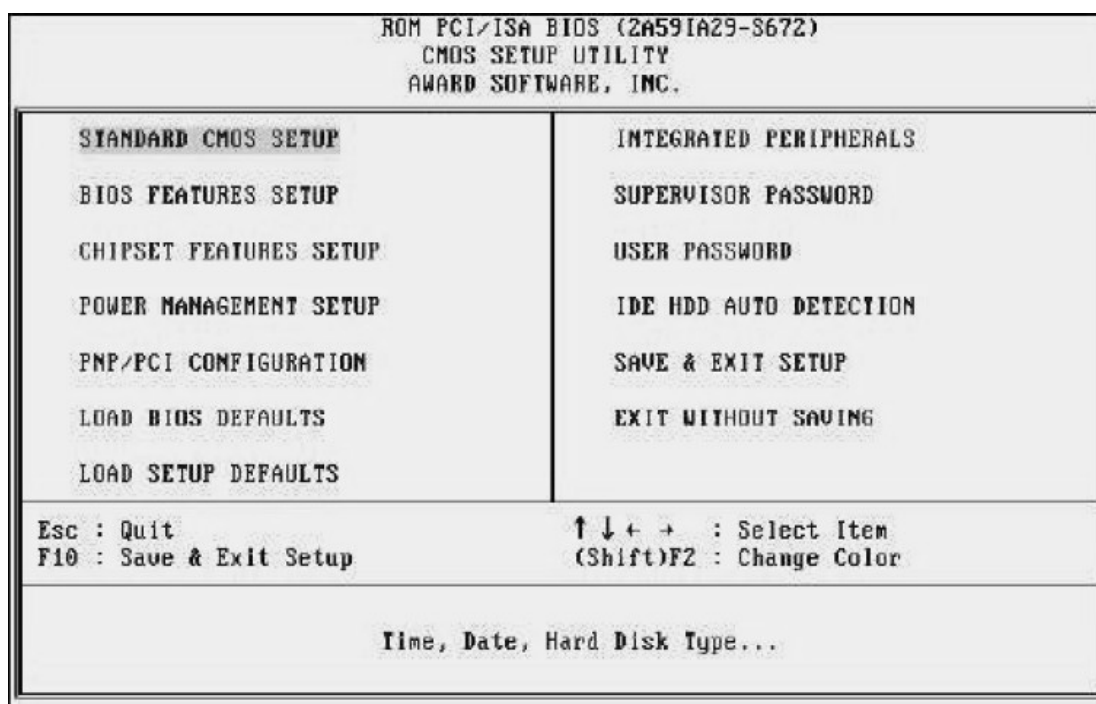 ROM PCI/ISA BIOS (2A59IA29-S672)
CMOS SETUP UTILITY
AWARD SOFTWARE, INC.
STANDARD CMOS SETUP
BIOS FEATURES SETUP
CHIPSET FEATURES SETUP
POWER MANAGEMENT SETUP
PNP/PCI CONFIGURATION
LOAD BIOS DEFAULTS
LOAD SETUP DEFAULTS
INTEGRATED PERIPHERALS
SUPERVISOR PASSWORD
USER PASSWORD
IDE HDD AUTO DETECTION
SAVE & EXIT SETUP
EXIT WITHOUT SAVING
Esc : Quit
F10 : Save & Exit Setup
↑ ↓ ← → : Select Item
(Shift)F2 : Change Color
Time, Date, Hard Disk Type...